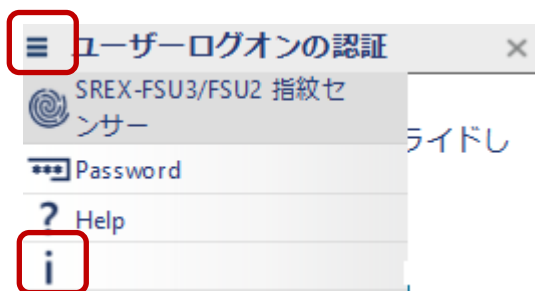 ユーザーログオンの認証
SREX-FSU3/FSU2 指紋セ
ンサー
ライドし
Password
Help